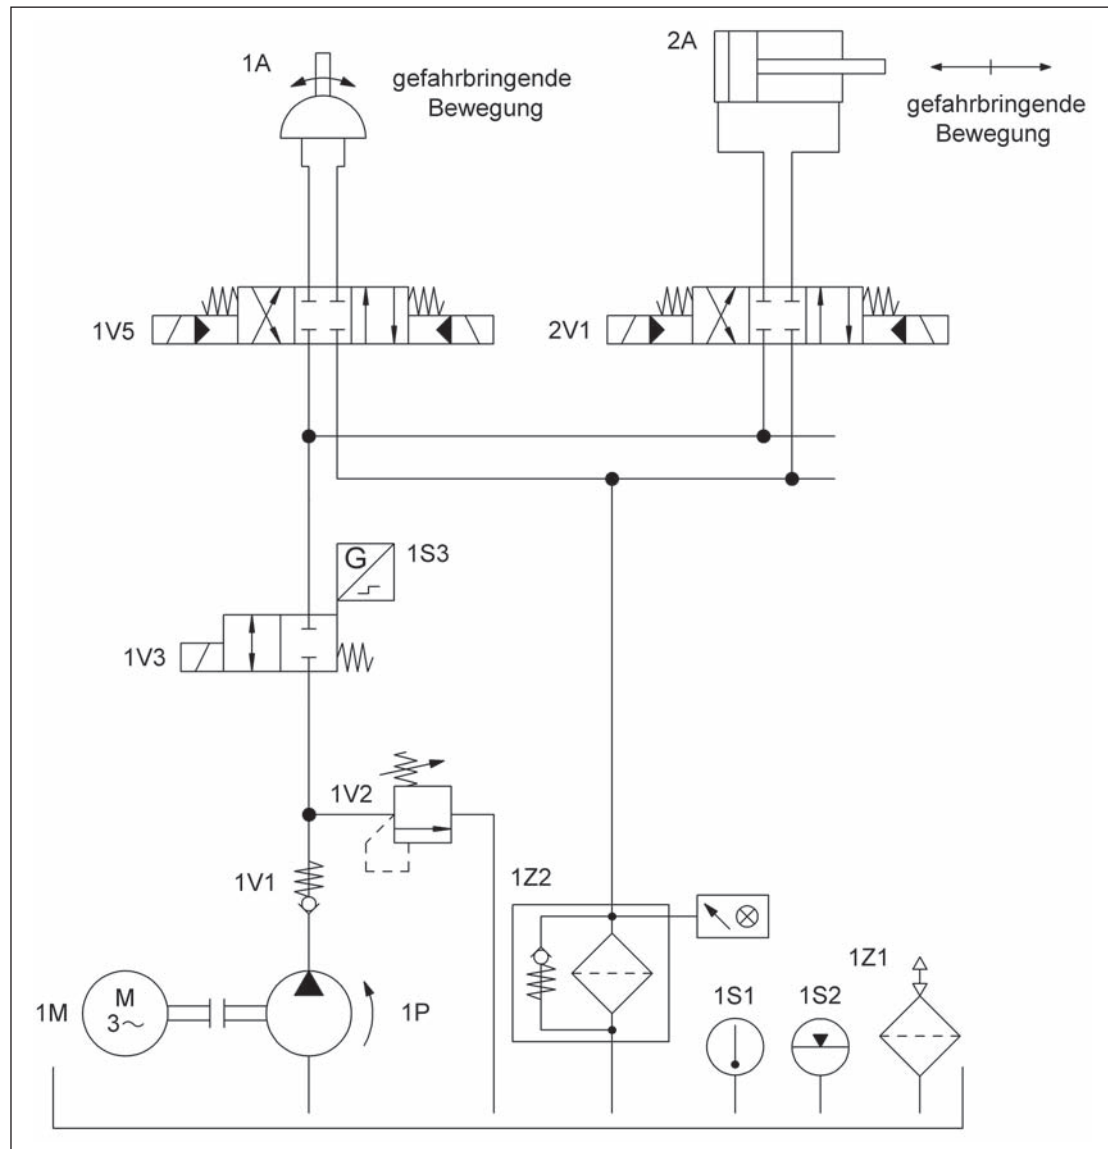 1A
gefahrbringende
Bewegung
2A
gefahrbringende
Bewegung
1V5
2V1
G
1S3
1V3
1V2
1V1
1Z2
1Z1
1S1
1S2
1M
M
3~
1P